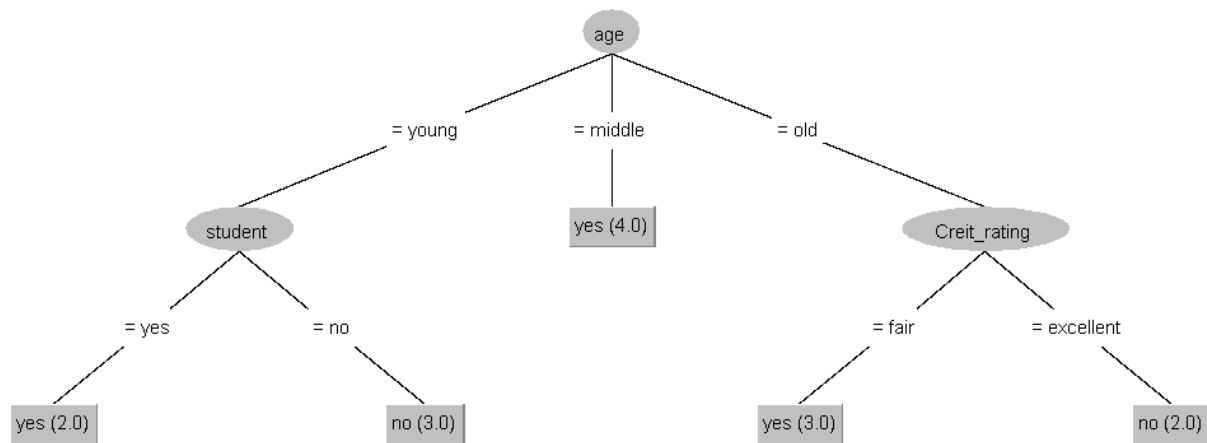 age
= young
= middle
= old
student
yes (4.0)
Creit_rating
= yes
= no
= fair
= excellent
yes (2.0)
no (3.0)
yes (3.0)
no (2.0)